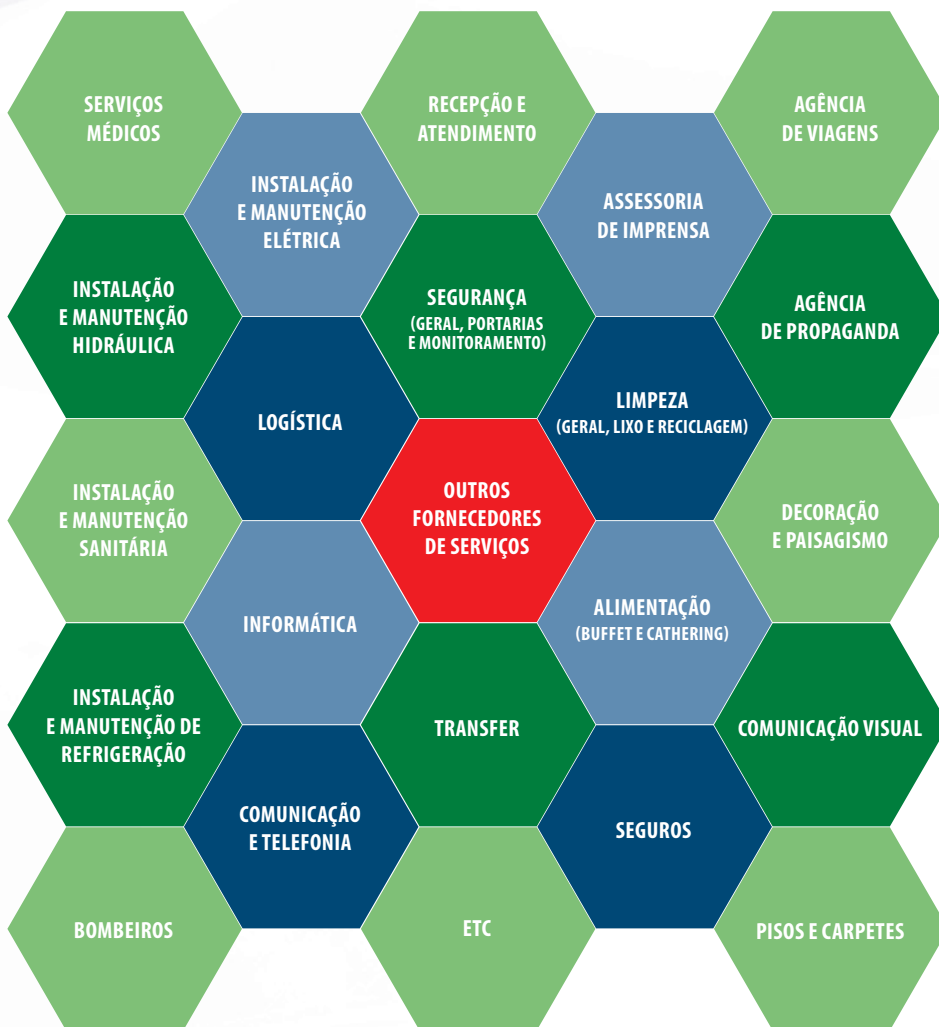 SERVIÇOS
MÉDICOS
RECEPÇÃO E
ATENDIMENTO
AGÊNCIA
DE VIAGENS
INSTALAÇÃO
E MANUTENÇÃO
ELÉTRICA
ASSESSORIA
DE IMPRENSA
INSTALAÇÃO
E MANUTENÇÃO
HIDRÁULICA
SEGURANÇA
(GERAL, PORTARIAS
E MONITORAMENTO)
AGÊNCIA
DE PROPAGANDA
LOGÍSTICA
LIMPEZA
(GERAL, LIXO E RECICLAGEM)
INSTALAÇÃO
E MANUTENÇÃO
SANITÁRIA
OUTROS
FORNECEDORES
DE SERVIÇOS
DECORAÇÃO
E PAISAGISMO
INFORMÁTICA
ALIMENTAÇÃO
(BUFFET E CATHERING)
INSTALAÇÃO
E MANUTENÇÃO DE
REFRIGERAÇÃO
TRANSFER
COMUNICAÇÃO VISUAL
COMUNICAÇÃO
E TELEFONIA
SEGUROS
BOMBEIROS
ETC
PISOS E CARPETES